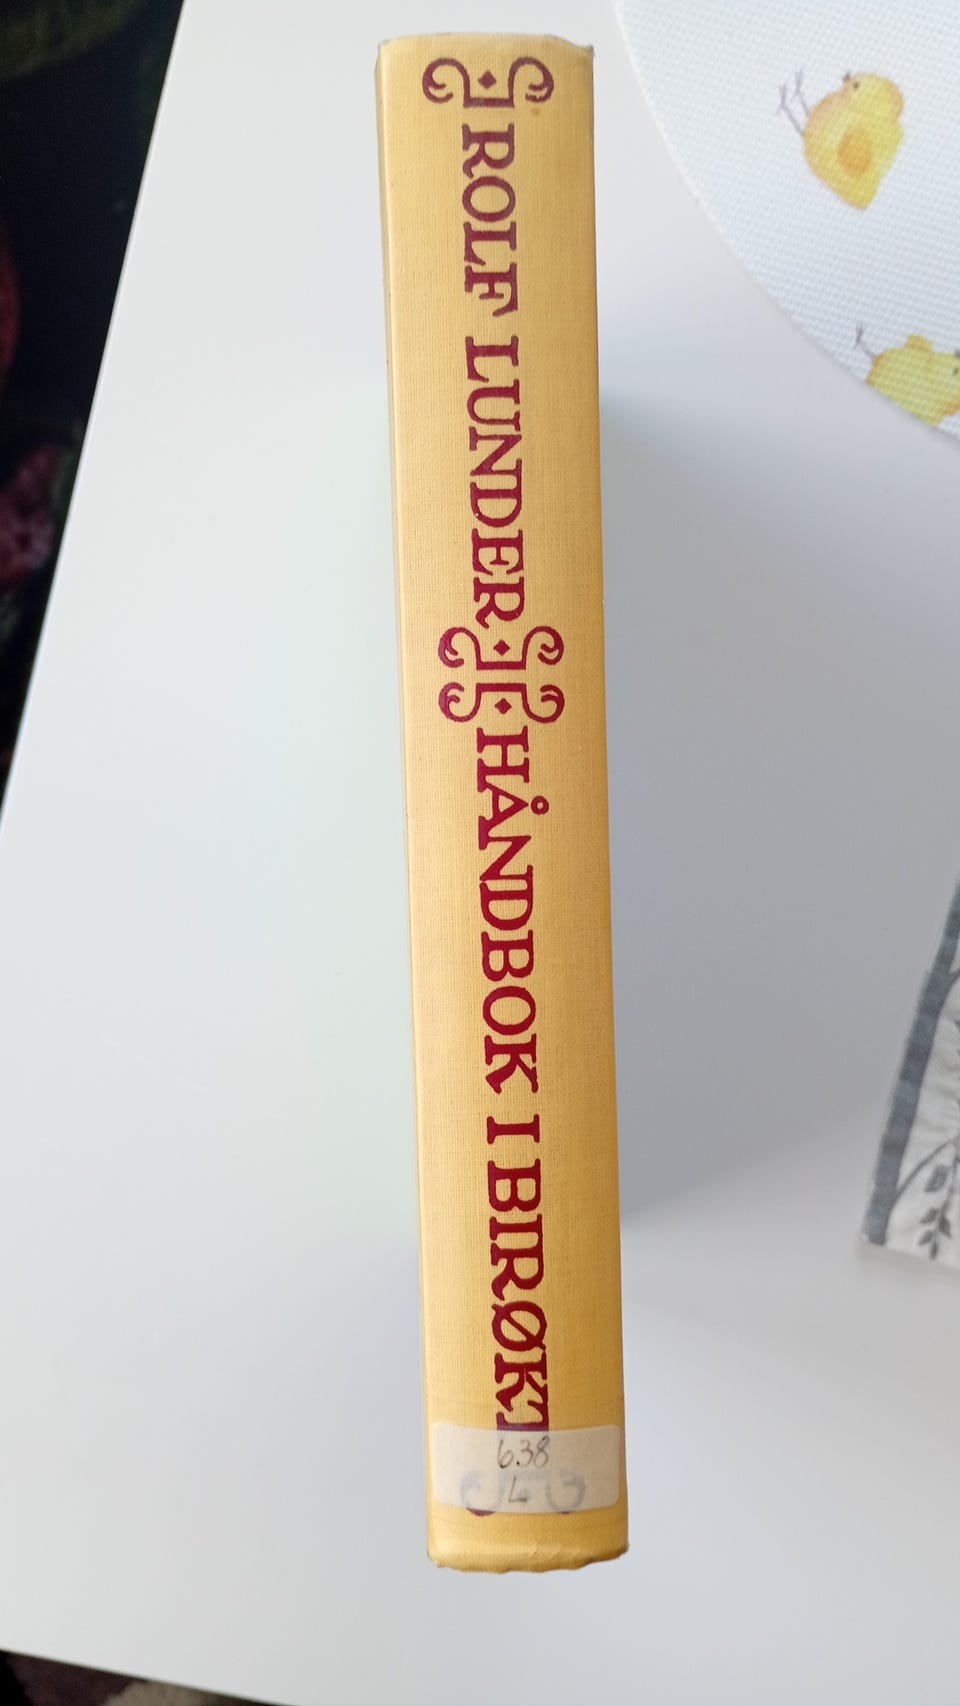 ROLF LUNDER
HÅNDBOK I BIRØKT
638
L